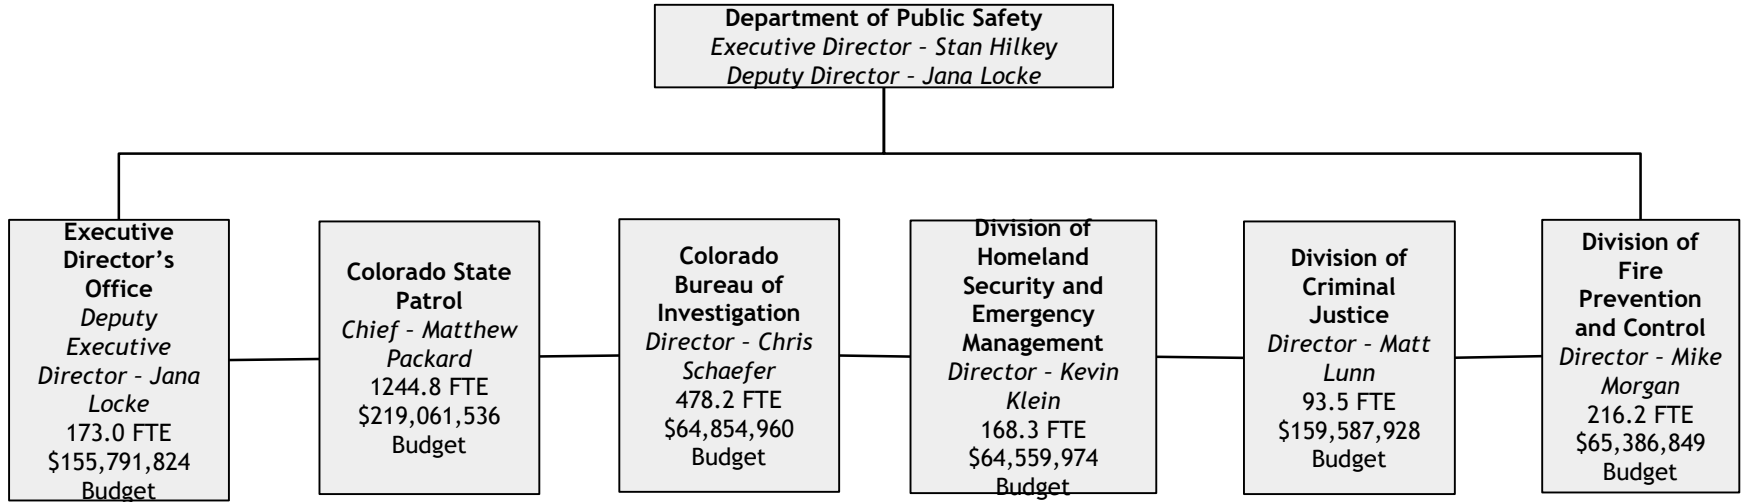 Department of Public Safety
Executive Director – Stan Hilkey
Deputy Director – Jana Locke
Executive
Director’s
Office
Deputy
Executive
Director – Jana
Locke
173.0 FTE
$155,791,824
Budget
Colorado State
Patrol
Chief – Matthew
Packard
1244.8 FTE
$219,061,536
Budget
Colorado
Bureau of
Investigation
Director – Chris
Schaefer
478.2 FTE
$64,854,960
Budget
Division of
Homeland
Security and
Emergency
Management
Director – Kevin
Klein
168.3 FTE
$64,559,974
Budget
Division of
Criminal
Justice
Director – Matt
Lunn
93.5 FTE
$159,587,928
Budget
Division of
Fire
Prevention
and Control
Director – Mike
Morgan
216.2 FTE
$65,386,849
Budget